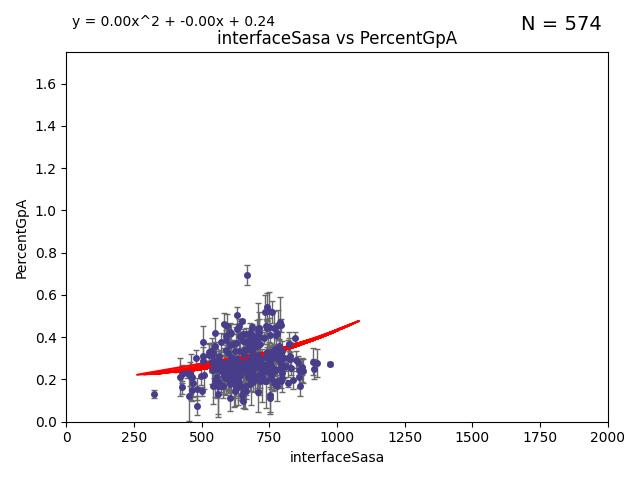 y = 0.00x^2 + -0.00x + 0.24
N = 574
interfaceSasa vs PercentGpA
1.6
1.4
1.2
1.0
0.8
0.6
0.4
0.2
0.0
PercentGpA
0 250 500 750 1000 1250 1500 1750 2000
interfaceSasa